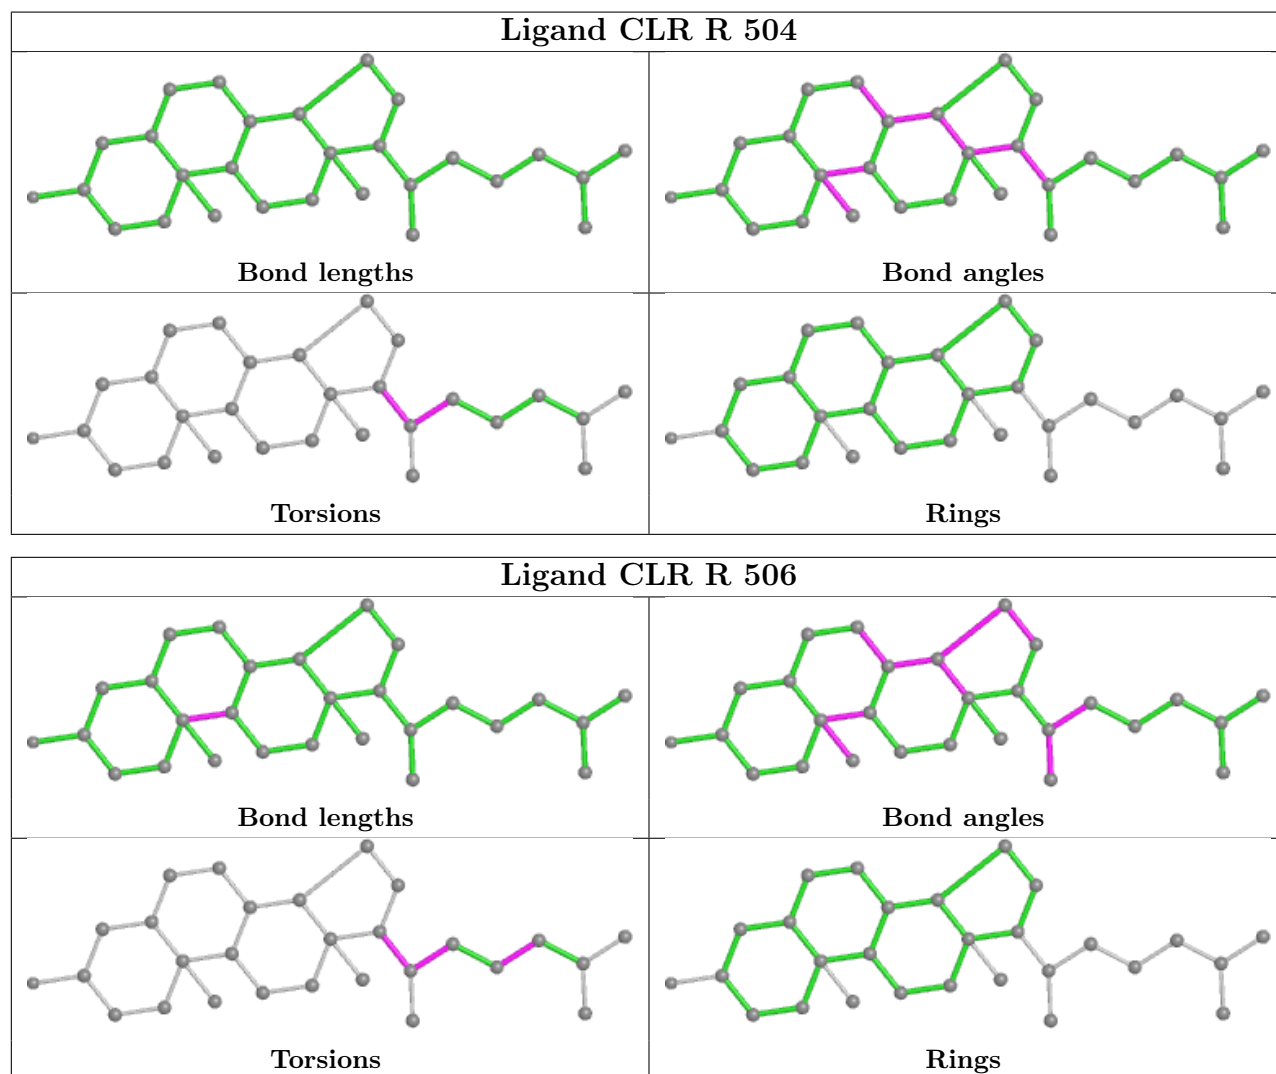 Ligand CLR R 504
Bond lengths
Bond angles
Torsions
Rings
Ligand CLR R 506
Bond lengths
Bond angles
Torsions
Rings